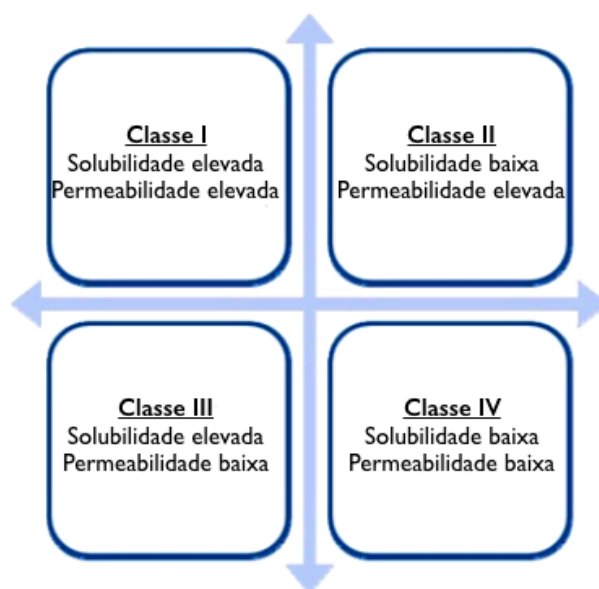 Classe I
Solubilidade elevada
Permeabilidade elevada
Classe II
Solubilidade baixa
Permeabilidade elevada
Classe III
Solubilidade elevada
Permeabilidade baixa
Classe IV
Solubilidade baixa
Permeabilidade baixa